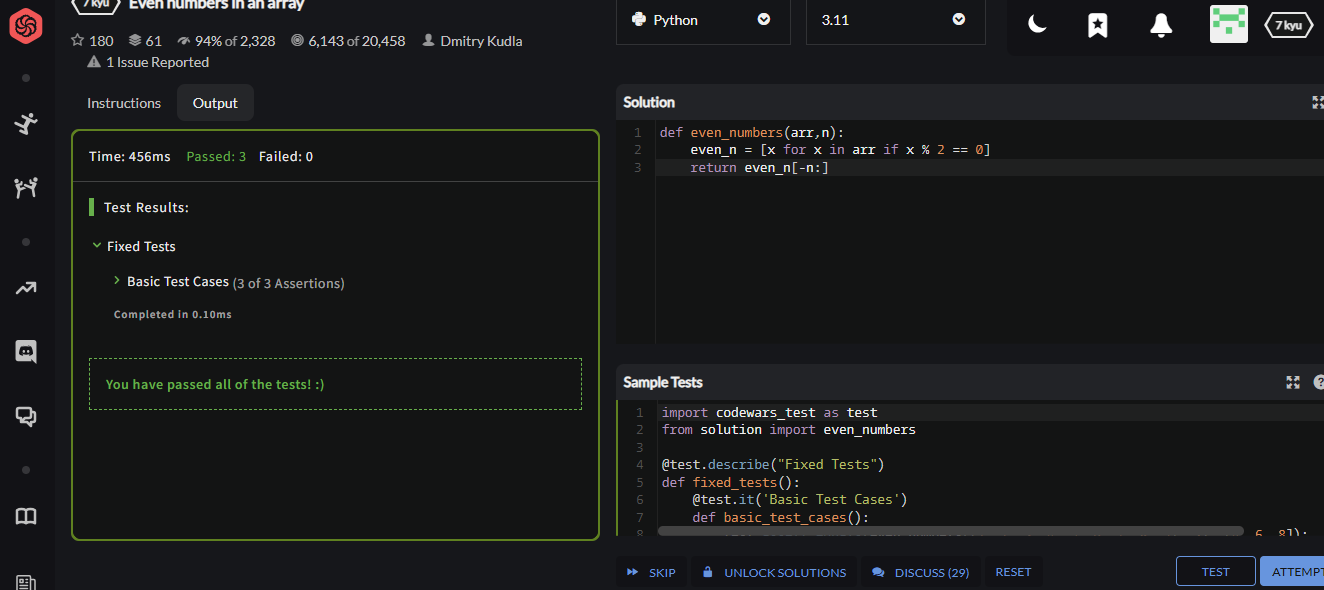 7 kyu Even numbers in an array
180 61 94% of 2,328 6,143 of 20,458 Dmitry Kudla
1 Issue Reported
Instructions Output
Time: 456ms Passed: 3 Failed: 0
Test Results:
Fixed Tests
Basic Test Cases (3 of 3 Assertions)
Completed in 0.10ms
You have passed all of the tests! :)
Python 3.11
7 kyu
Solution
1 def even_numbers(arr,n):
2 even_n = [x for x in arr if x % 2 == 0]
3 return even_n[-n:]
Sample Tests
?
1 import codewars_test as test
2 from solution import even_numbers
3
4 @test.describe("Fixed Tests")
5 def fixed_tests():
6 @test.it('Basic Test Cases')
7 def basic_test_cases():
8 6, 8]);
SKIP UNLOCK SOLUTIONS DISCUSS (29) RESET TEST ATTEMPT